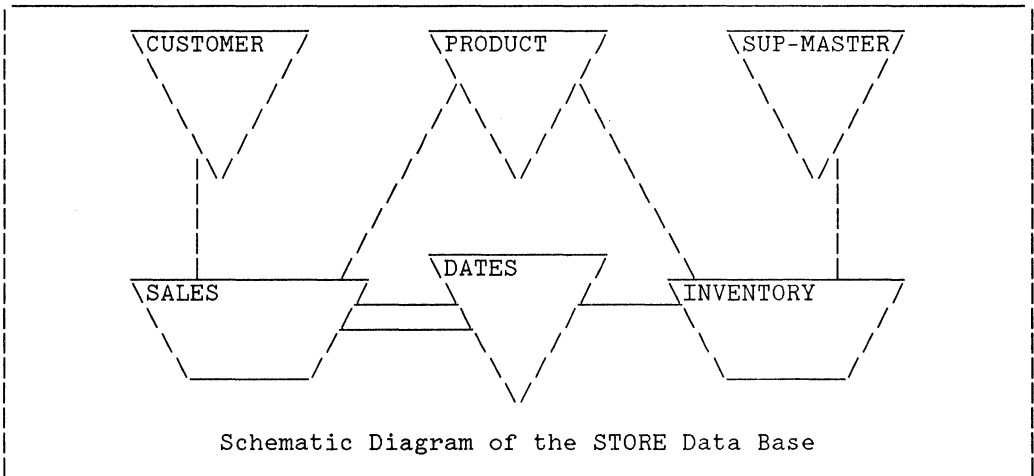 CUSTOMER PRODUCT SUP-MASTER
DATES
SALES INVENTORY
Schematic Diagram of the STORE Data Base